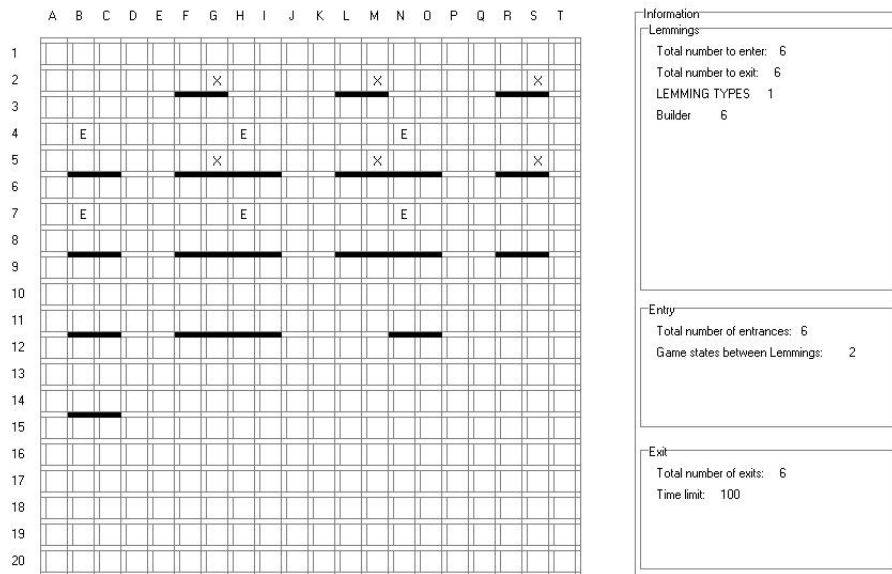 A B C D E F G H I J K L M N O P Q R S T
1
2 X X X
3
4 E E E
5 X X X
6
7 E E E
8
9
10
11
12
13
14
15
16
17
18
19
20
Information
Lemmings
Total number to enter: 6
Total number to exit: 6
LEMMING TYPES 1
Builder 6
Entry
Total number of entrances: 6
Game states between Lemmings: 2
Exit
Total number of exits: 6
Time limit: 100